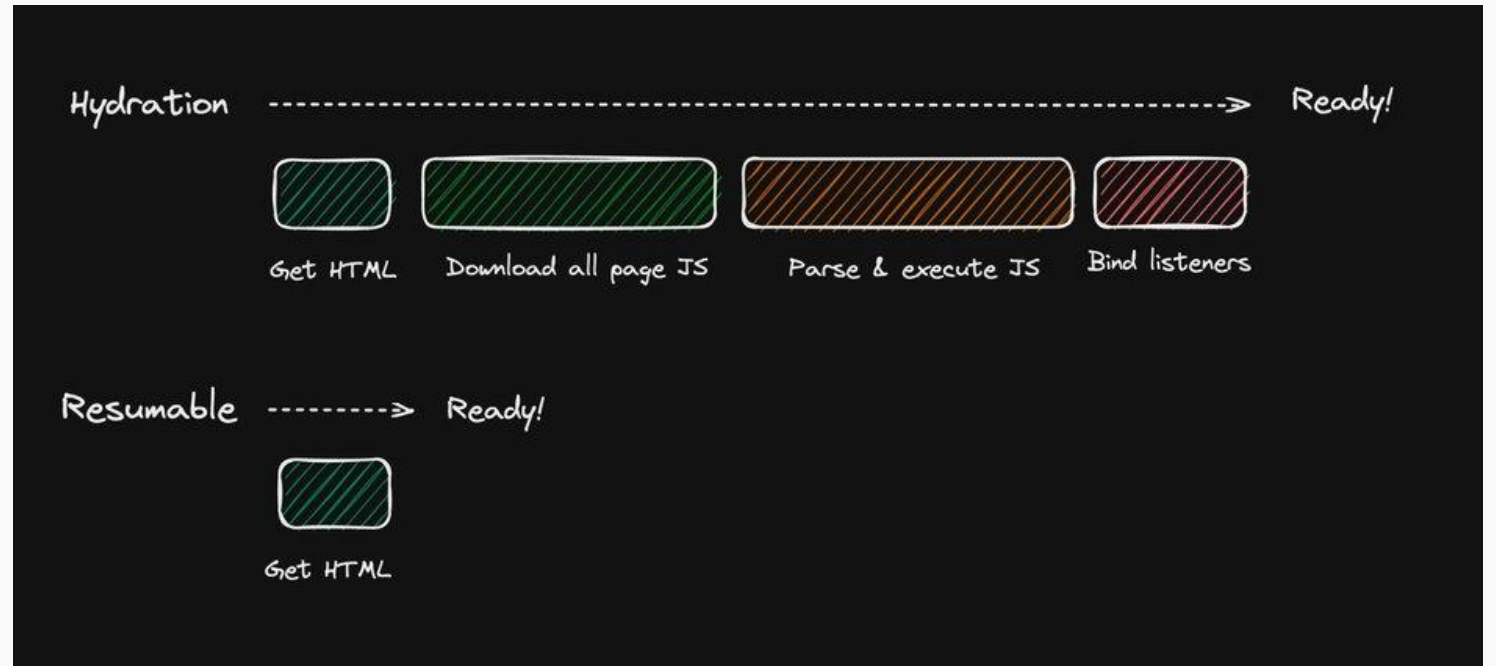 Hydration
Ready!
Get HTML
Download all page JS
Parse & execute JS
Bind listeners
Resumable
Ready!
Get HTML